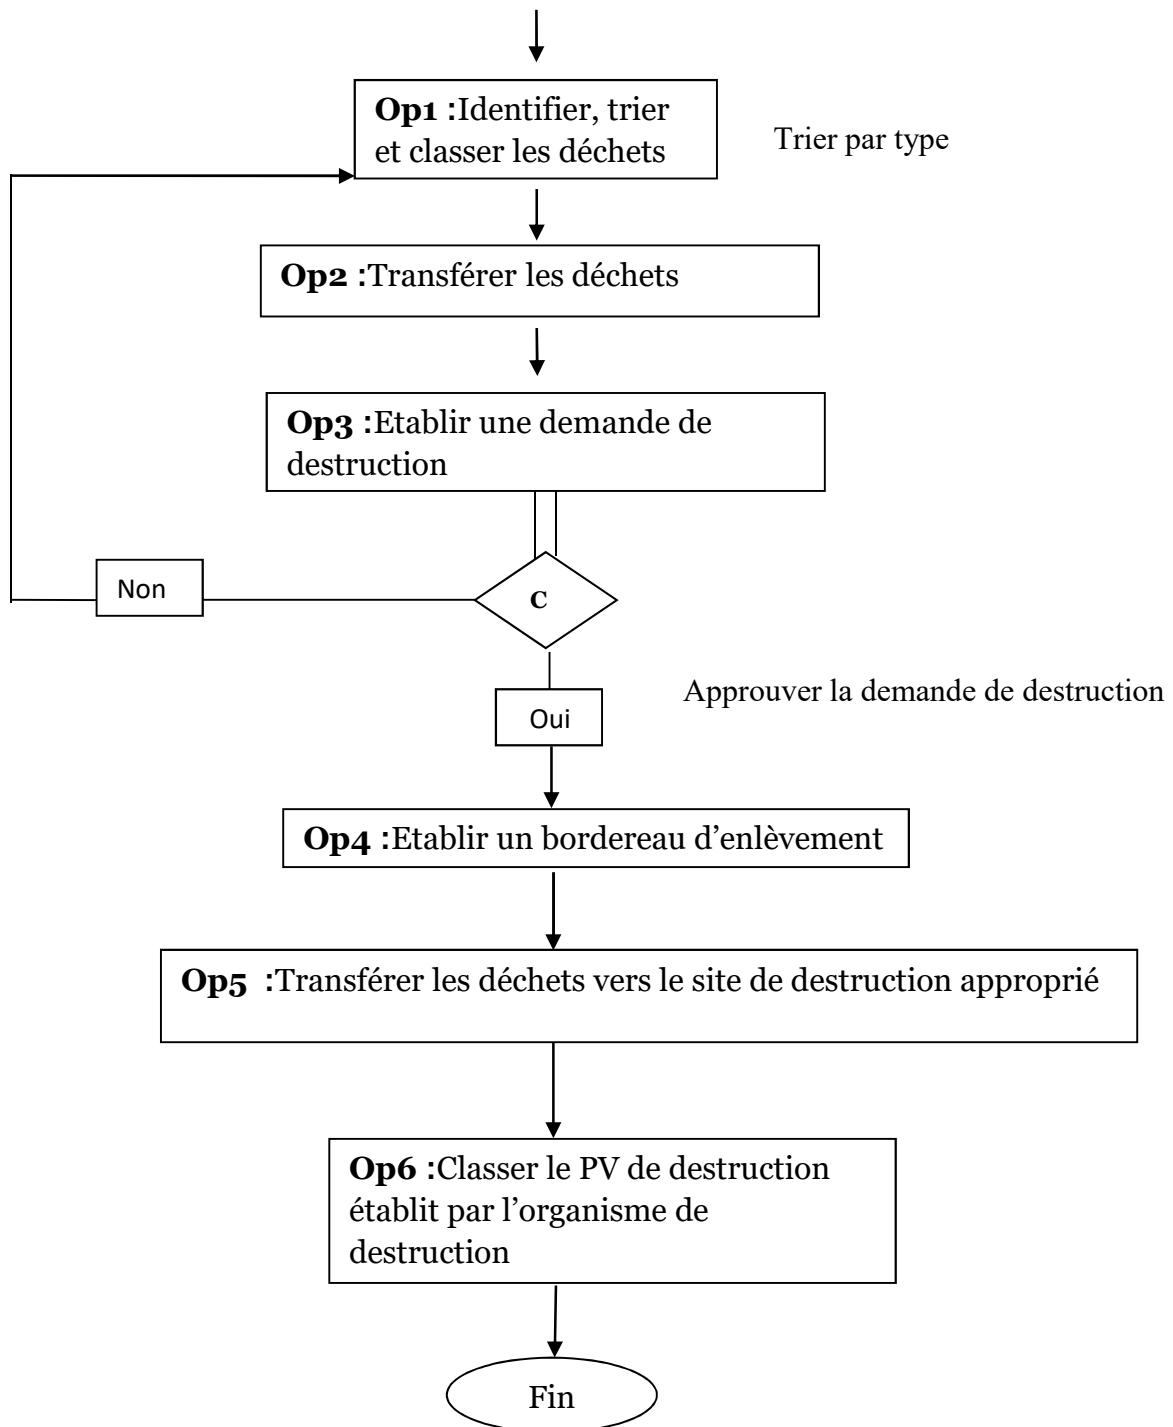 Op1 :Identifier, trier
et classer les déchets
Trier par type
Op2 :Transférer les déchets
Op3 :Etablir une demande de
destruction
Non
C
Oui
Approuver la demande de destruction
Op4 :Etablir un bordereau d’enlèvement
Op5  :Transférer les déchets vers le site de destruction approprié
Op6 :Classer le PV de destruction
établit par l’organisme de
destruction
Fin